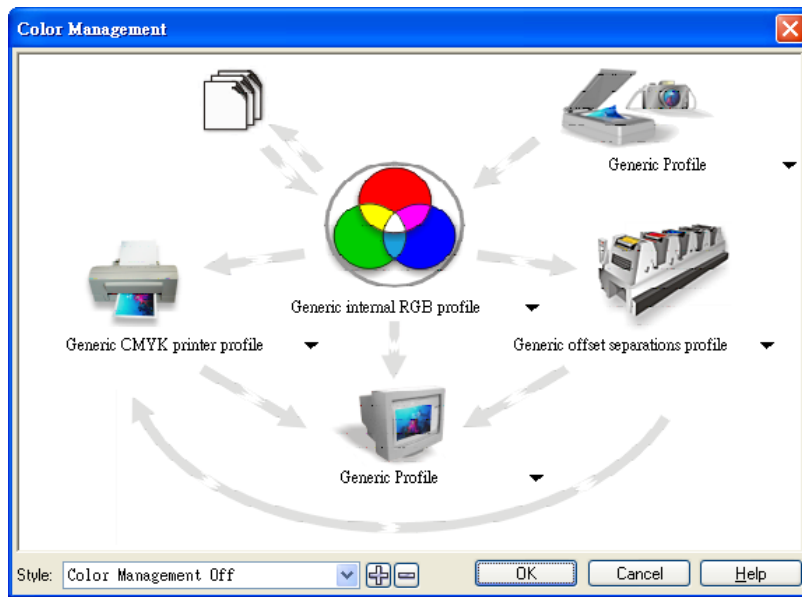 Color Management
Generic Profile
Generic internal RGB profile
Generic CMYK printer profile
Generic offset separations profile
Generic Profile
Style: Color Management Off
OK
Cancel
Help